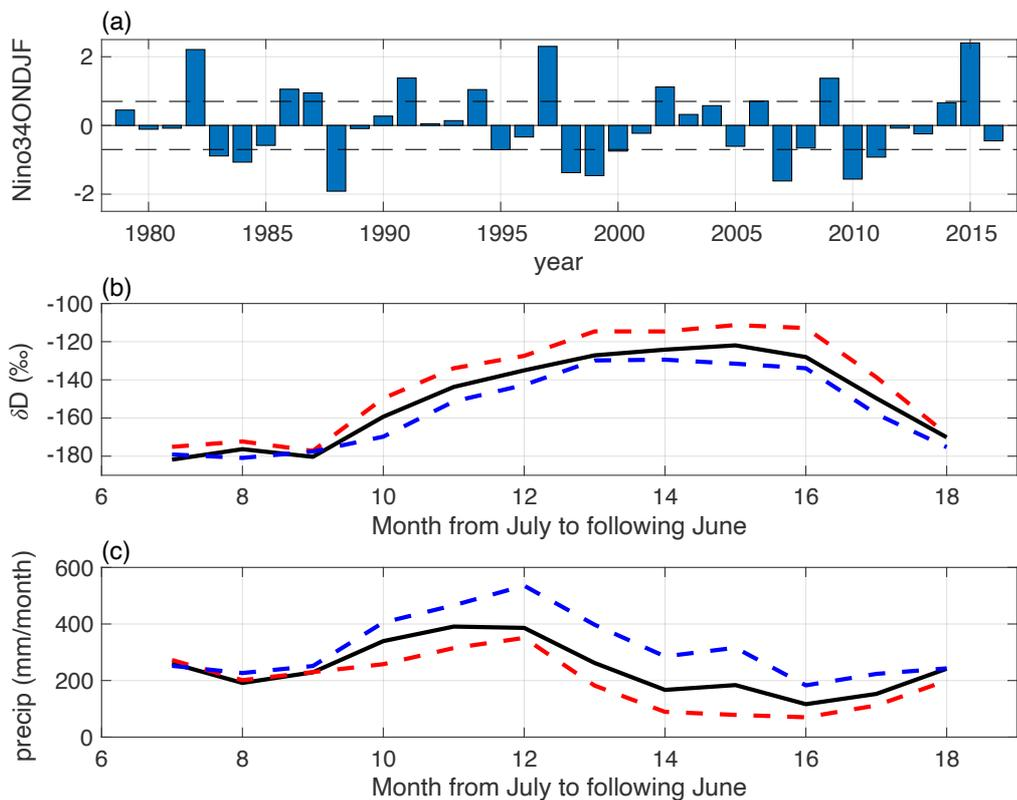 (a)
Nino34ONDJF
2
0
-2
1980 1985 1990 1995 2000 2005 2010 2015
year
(b)
δD (‰)
-100
-120
-140
-160
-180
6 8 10 12 14 16 18
Month from July to following June
(c)
precip (mm/month)
600
400
200
0
6 8 10 12 14 16 18
Month from July to following June